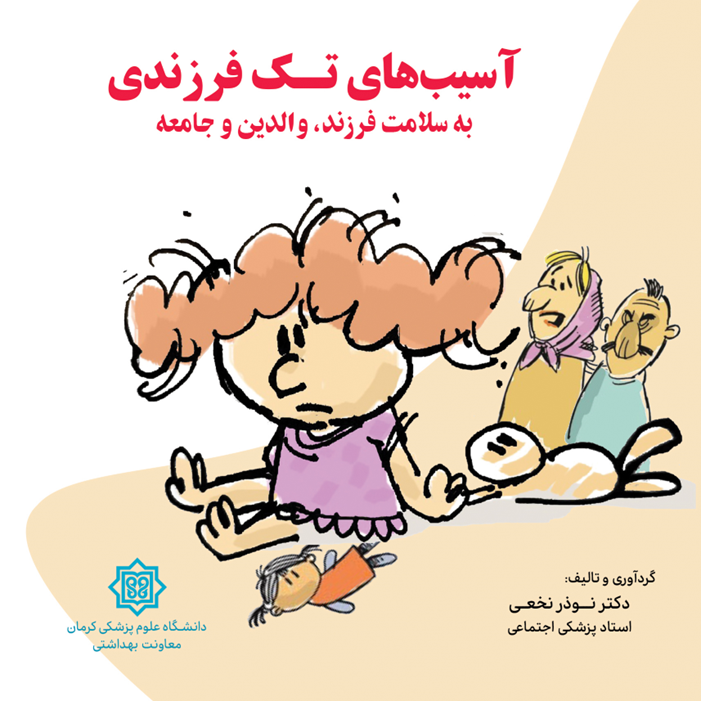 آسیب‌های تک فرزندی
به سلامت فرزند، والدین و جامعه
گردآوری و تالیف:
دکتر نوذر نخعی
استاد پزشکی اجتماعی
دانشگاه علوم پزشکی کرمان
معاونت بهداشتی